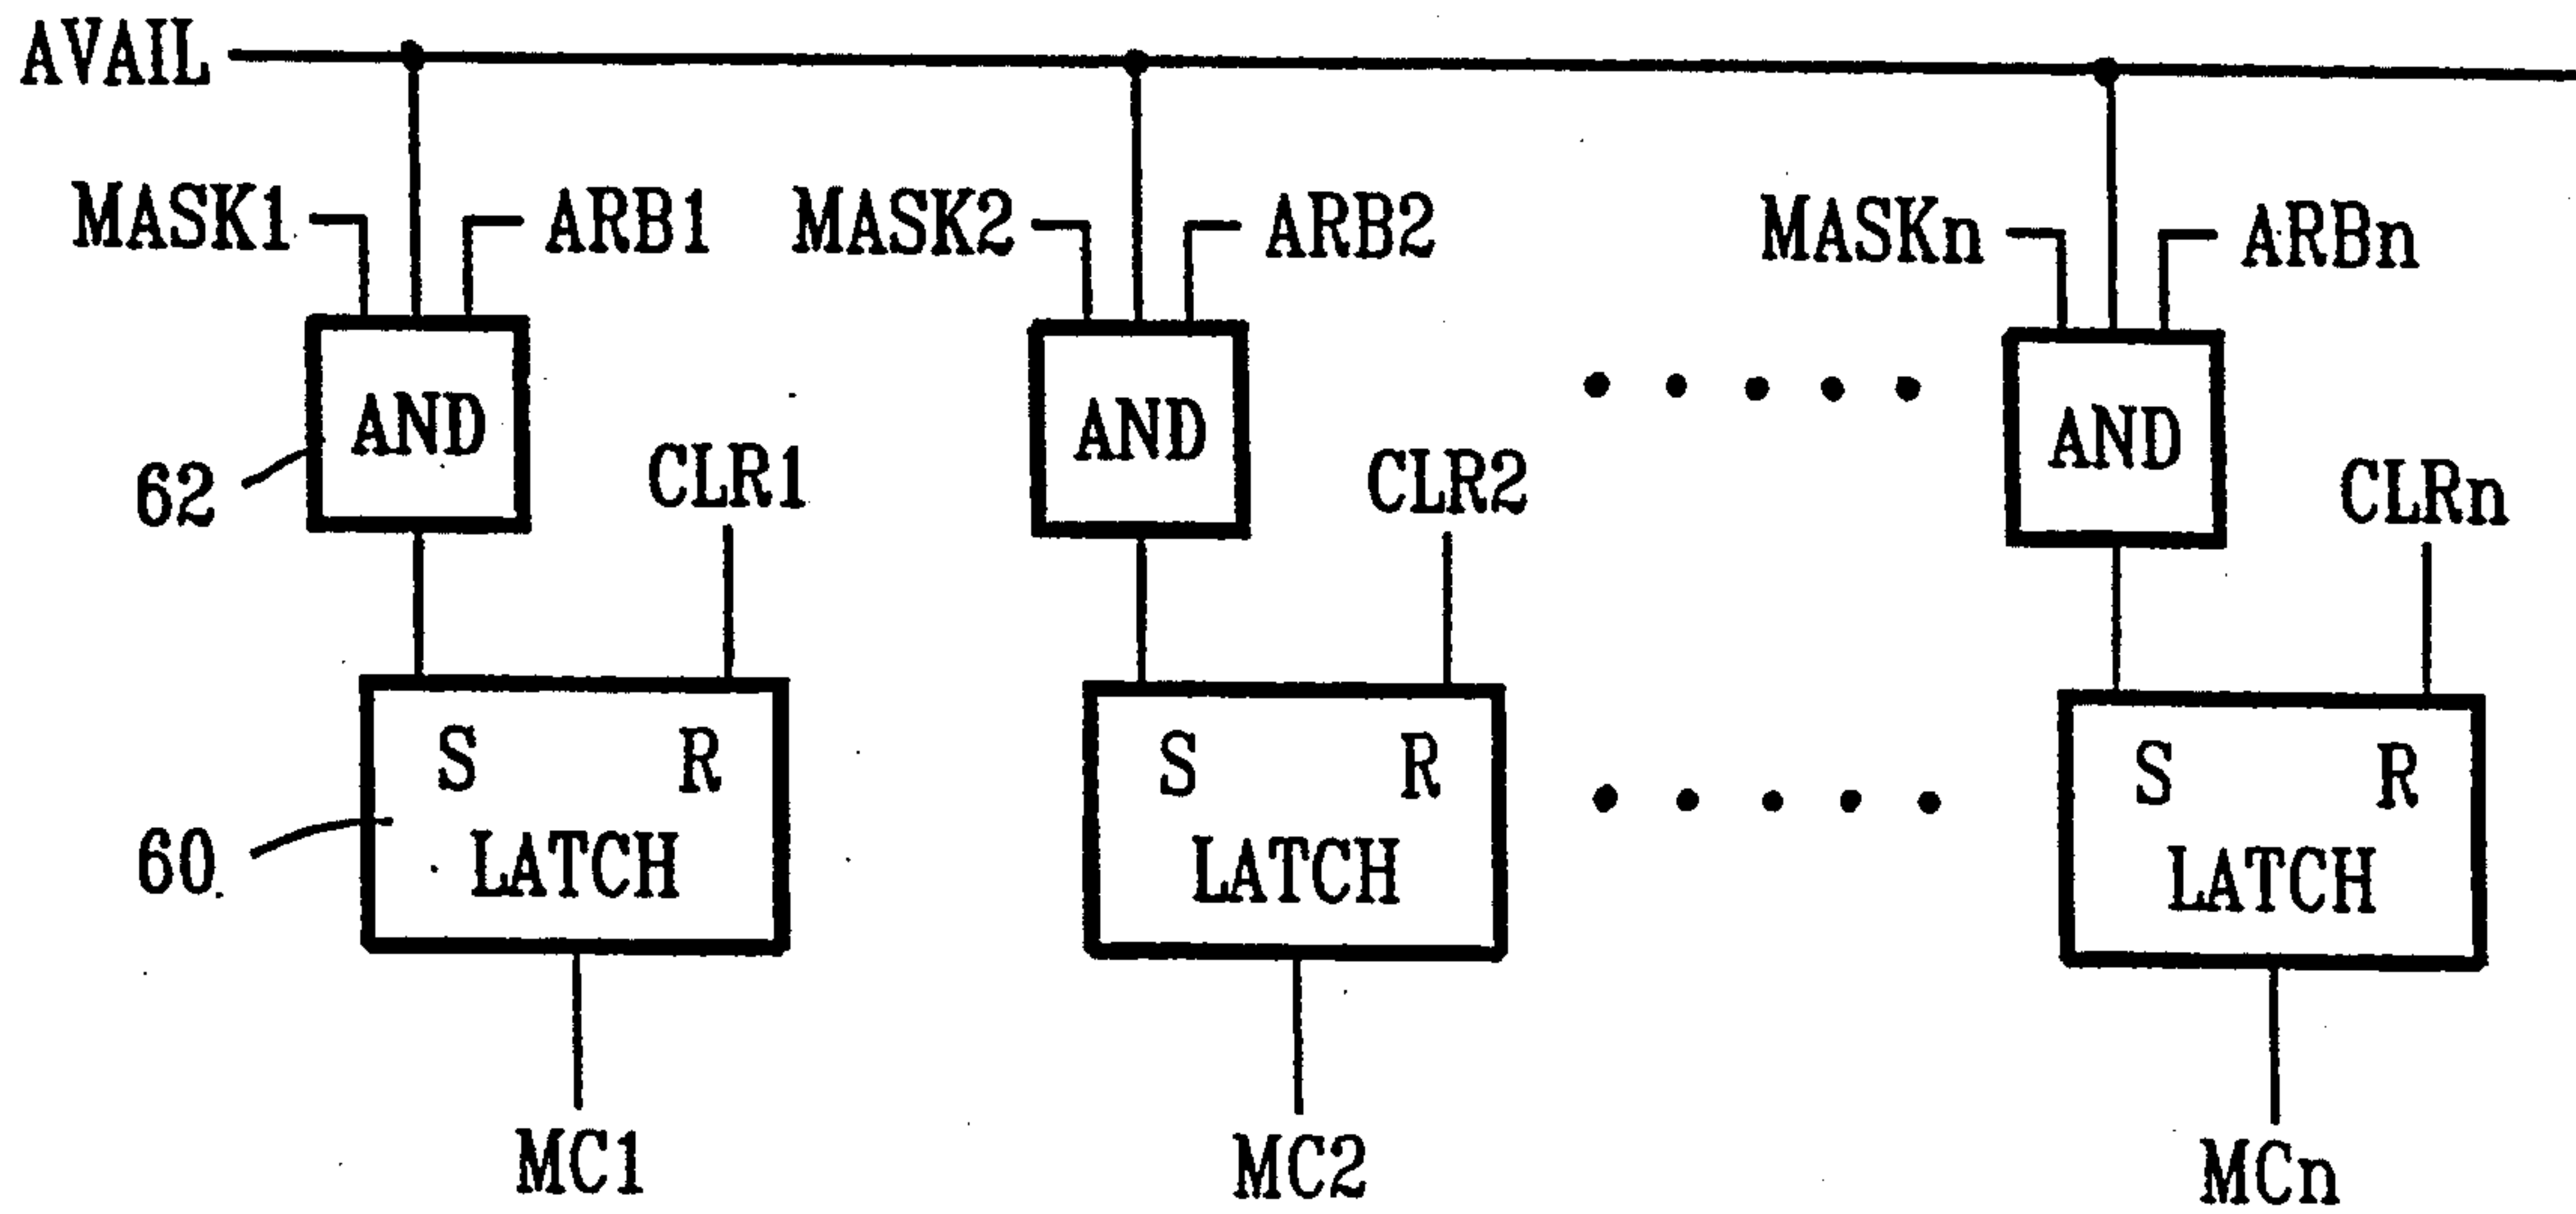 AVAIL
MASK1 ARB1 MASK2 ARB2 MASKn ARBn
AND AND AND
62 CLR1 CLR2 CLRn
S R S R S R
60 LATCH LATCH LATCH
MC1 MC2 MCn